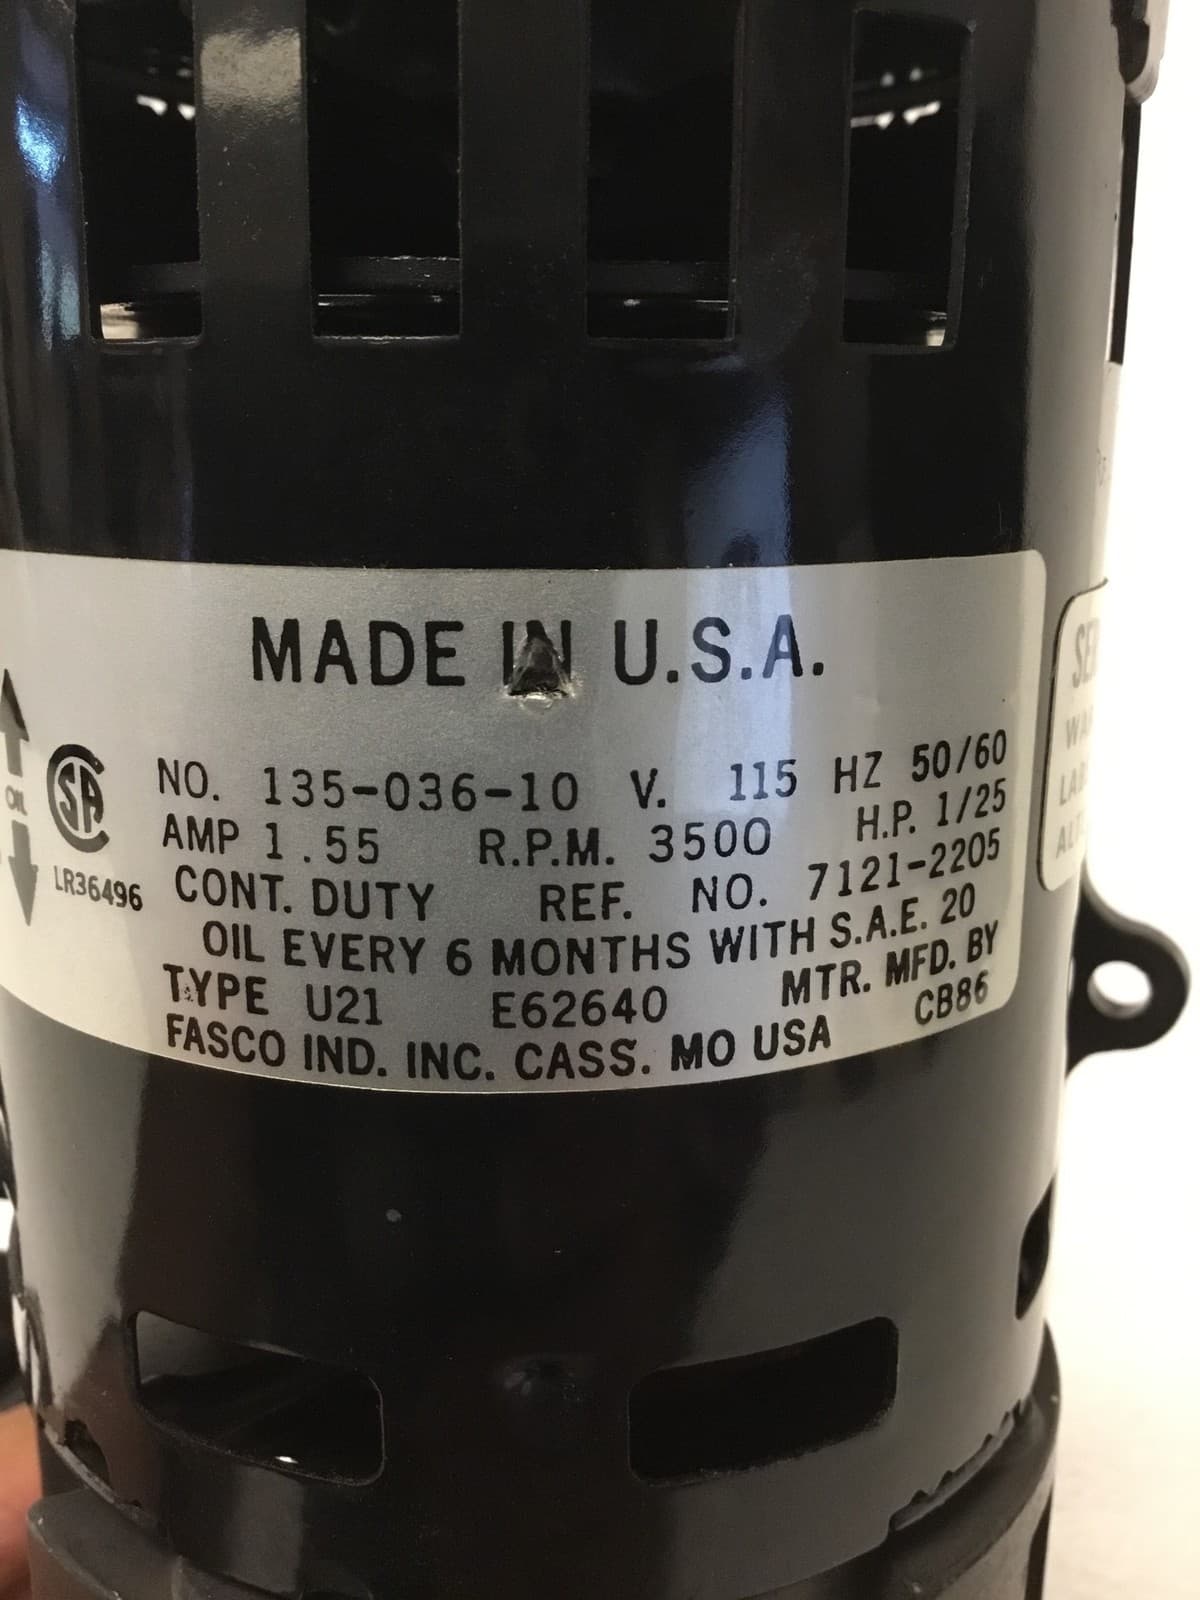 MADE IN U.S.A.
OIL
SA
LR36496
NO. 135-036-10 V. 115 HZ 50/60
AMP 1.55 R.P.M. 3500 H.P. 1/25
CONT. DUTY REF. NO. 7121-2205
OIL EVERY 6 MONTHS WITH S.A.E. 20
TYPE U21 E62640 MTR. MFD. BY
FASCO IND. INC. CASS. MO USA CB86